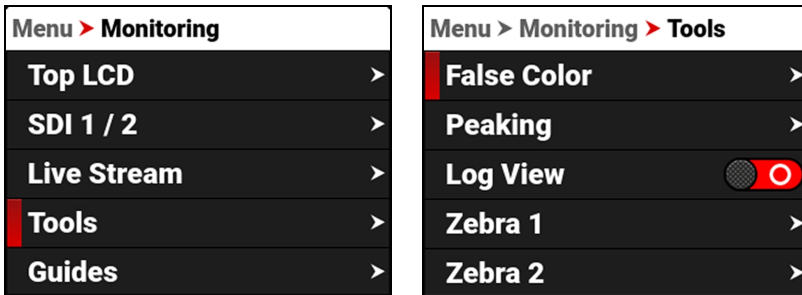 Menu > Monitoring
Top LCD
SDI 1 / 2
Live Stream
Tools
Guides
Menu > Monitoring > Tools
False Color
Peaking
Log View
Zebra 1
Zebra 2